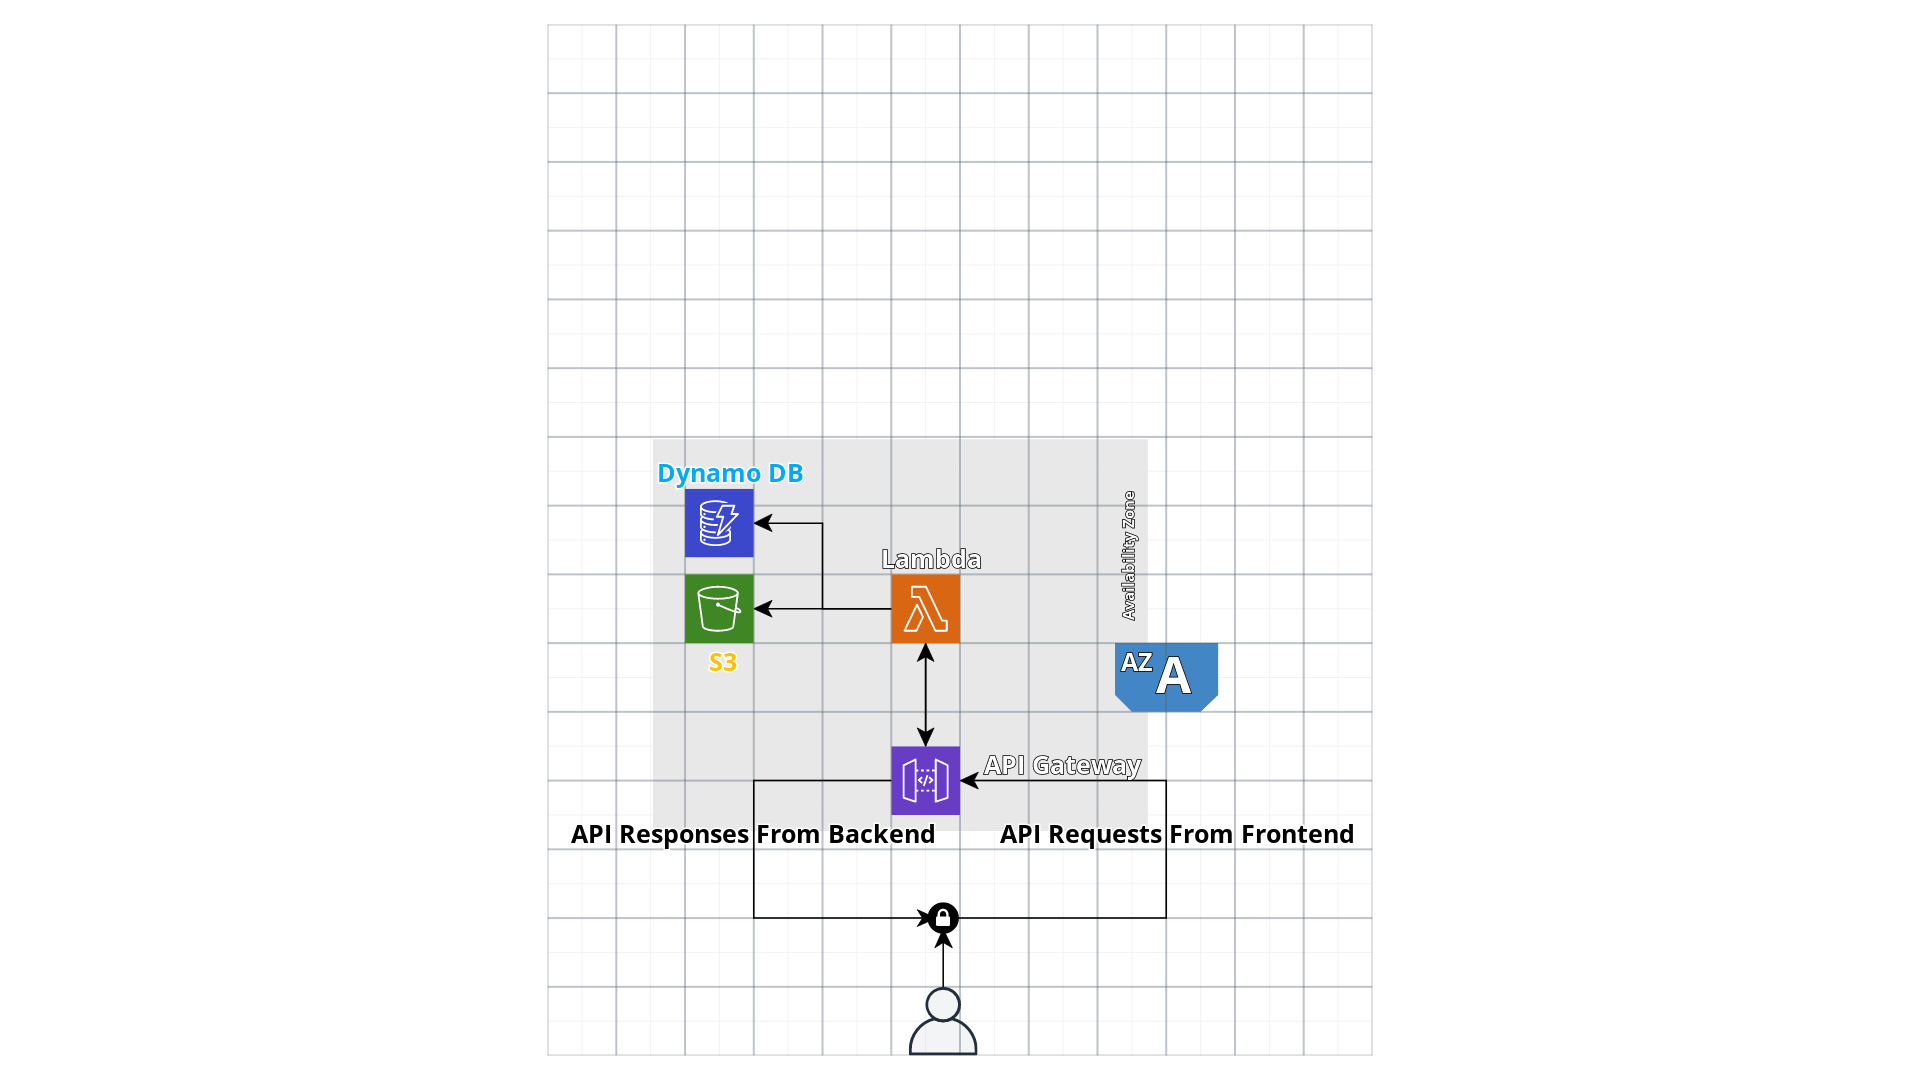 Dynamo DB
Availability Zone
Lambda
S3
AZ A
API Gateway
API Responses From Backend
API Requests From Frontend